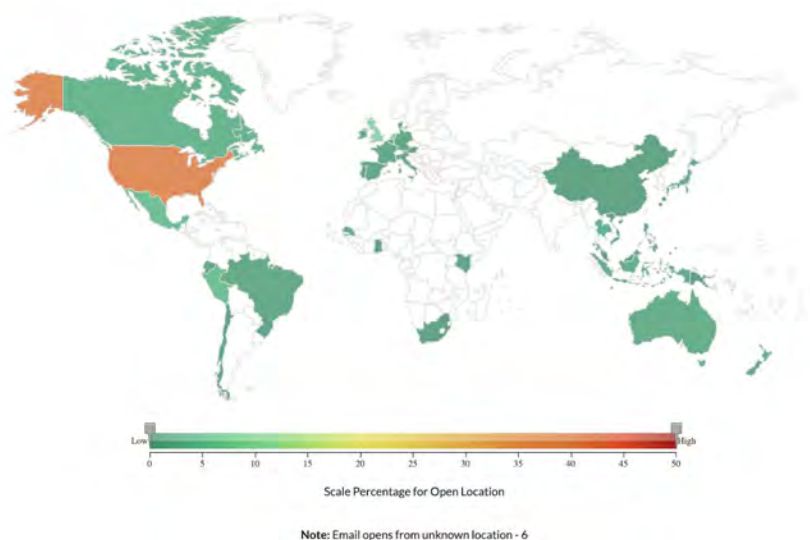 Low High
0 5 10 15 20 25 30 35 40 45 50
Scale Percentage for Open Location
Note: Email opens from unknown location - 6